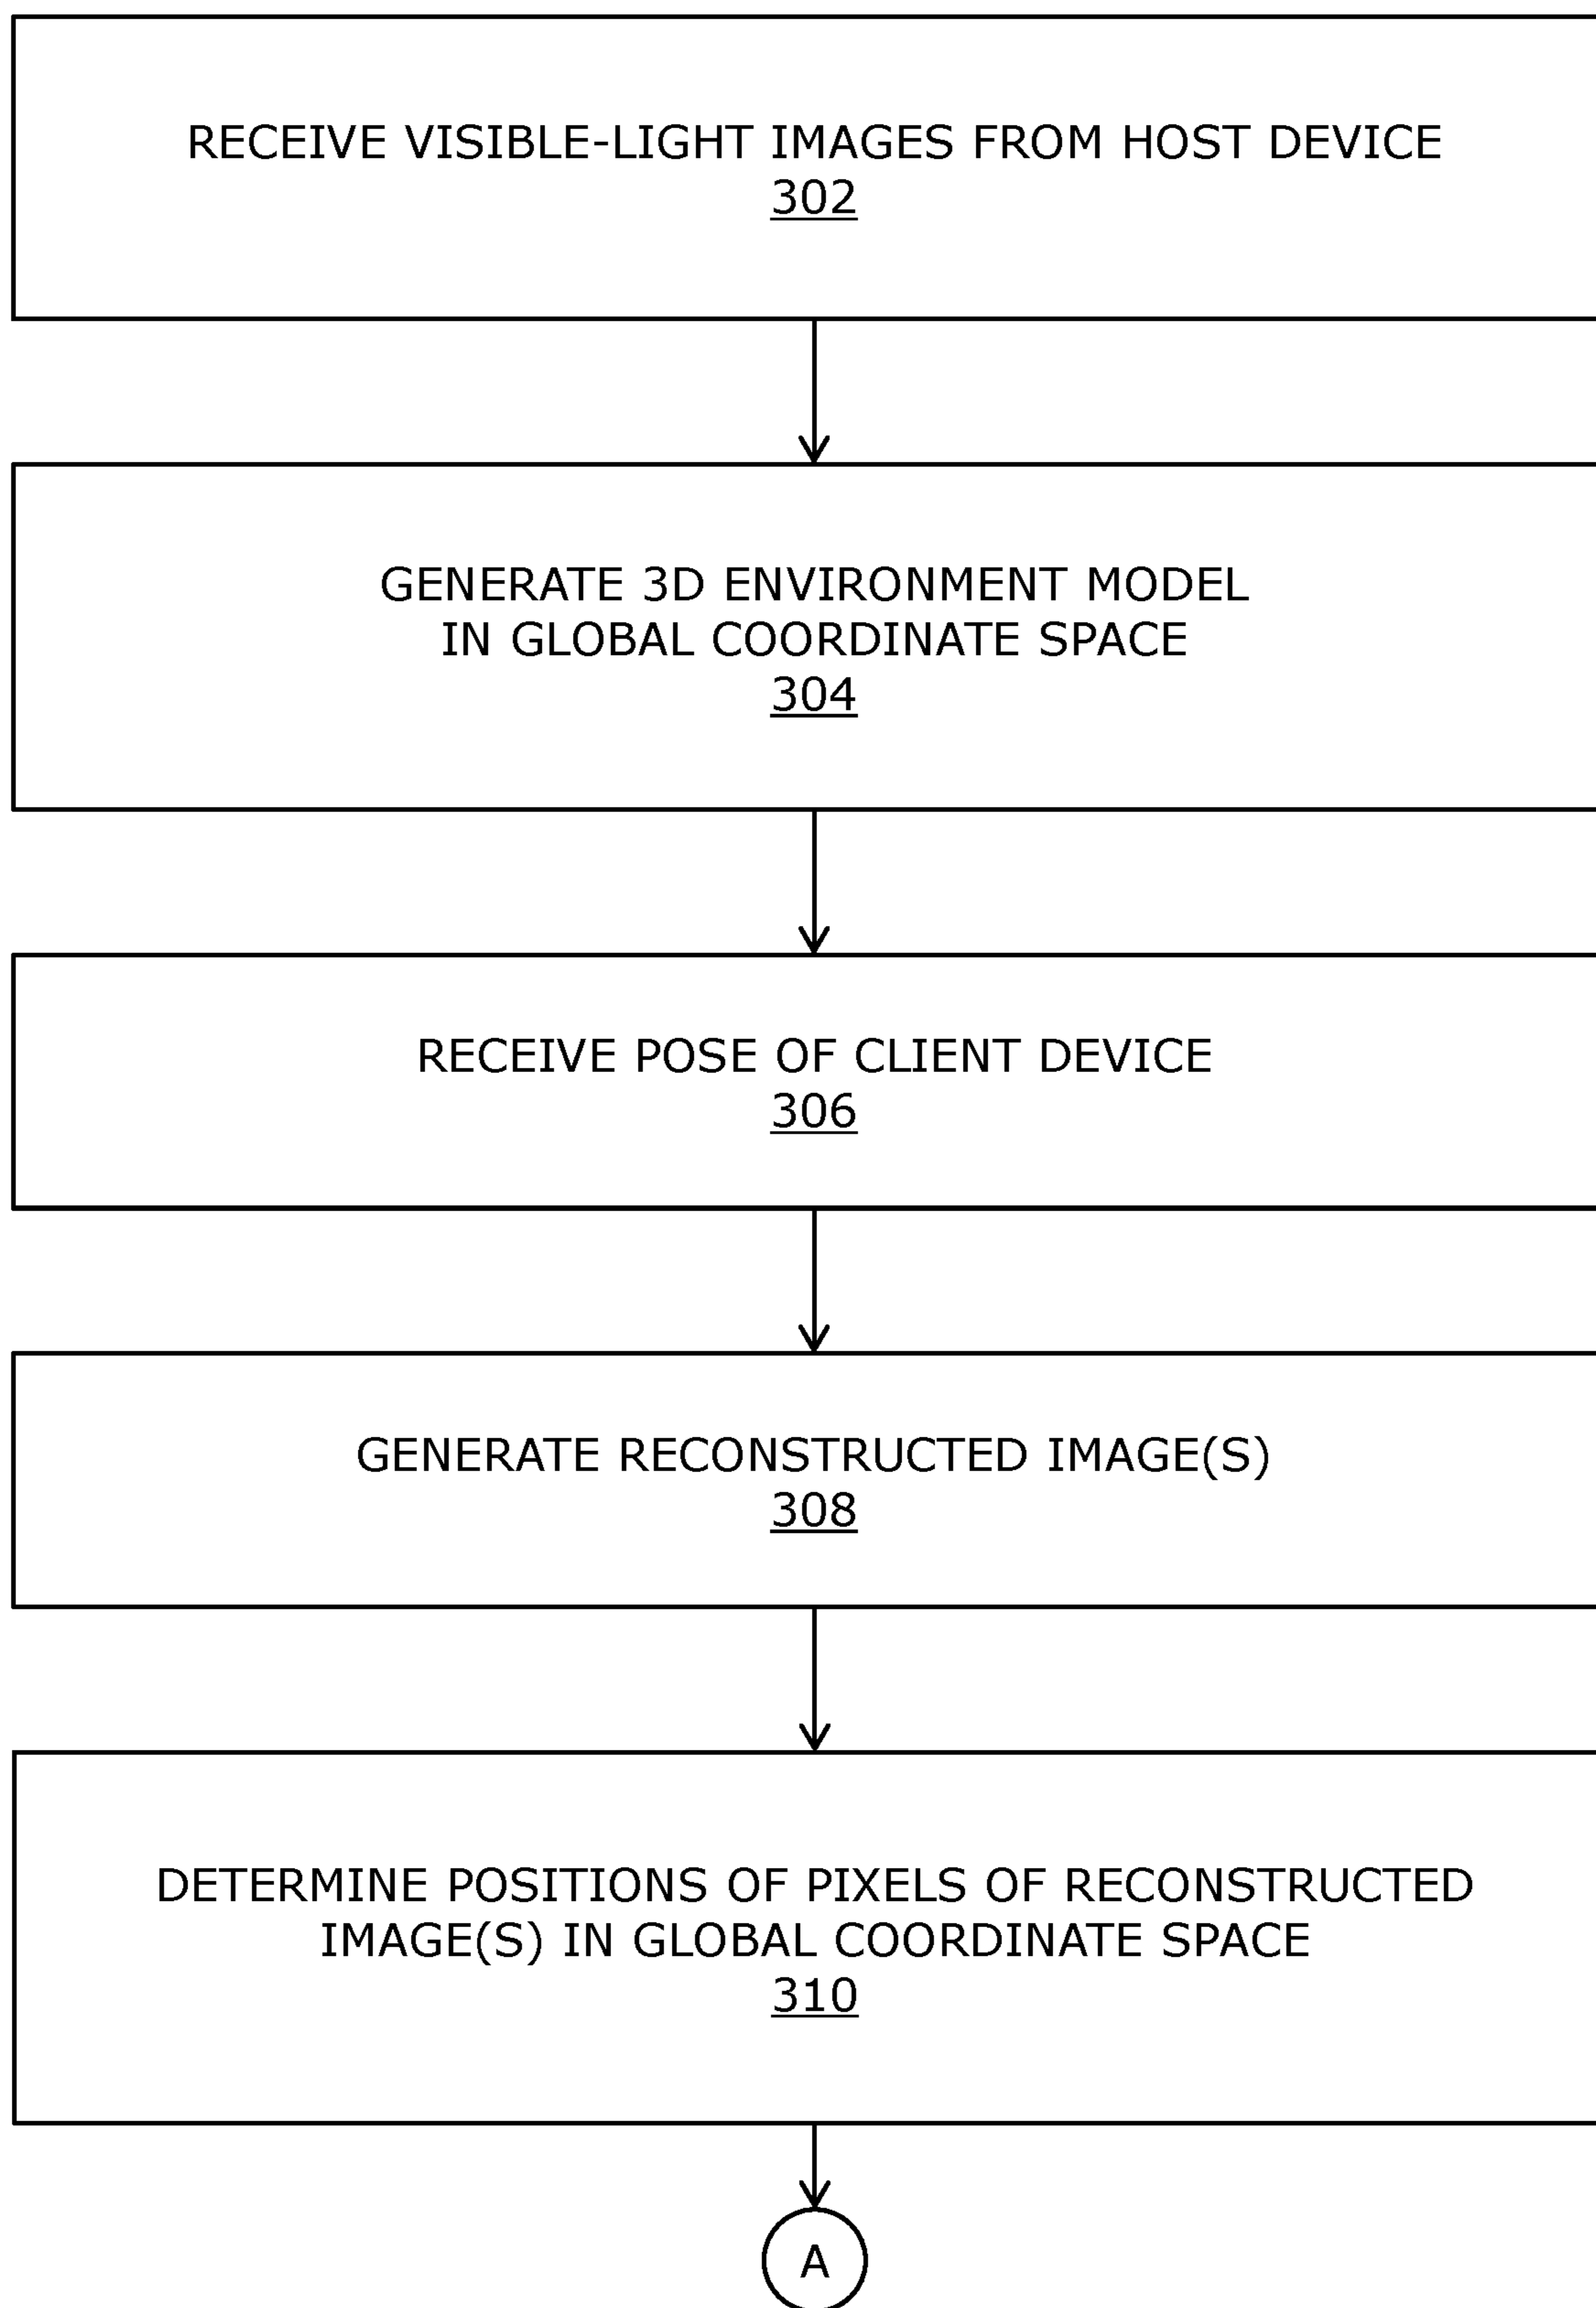 RECEIVE VISIBLE-LIGHT IMAGES FROM HOST DEVICE
302
GENERATE 3D ENVIRONMENT MODEL
IN GLOBAL COORDINATE SPACE
304
RECEIVE POSE OF CLIENT DEVICE
306
GENERATE RECONSTRUCTED IMAGE(S)
308
DETERMINE POSITIONS OF PIXELS OF RECONSTRUCTED
IMAGE(S) IN GLOBAL COORDINATE SPACE
310
A